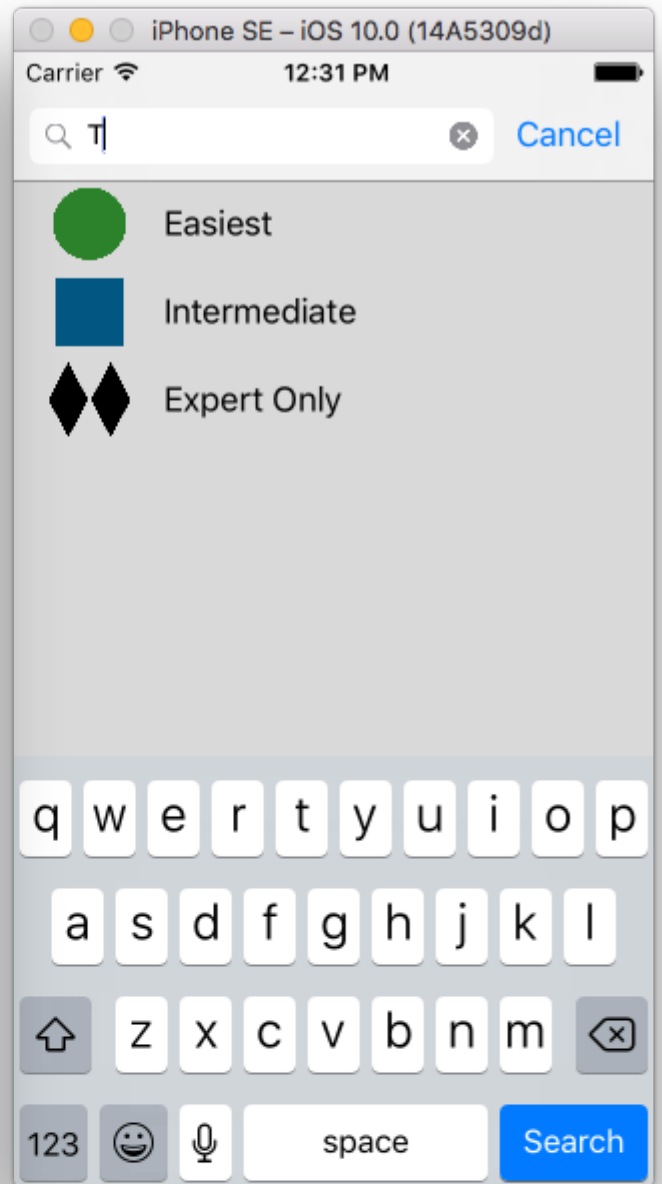 iPhone SE – iOS 10.0 (14A5309d)
Carrier 12:31 PM
T Cancel
Easiest
Intermediate
Expert Only
q w e r t y u i o p
a s d f g h j k l
z x c v b n m
123 space Search